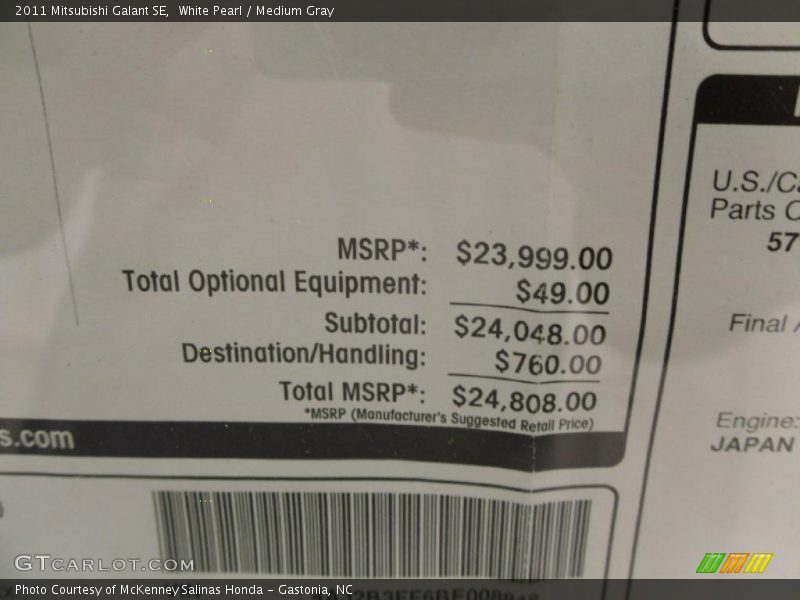 2011 Mitsubishi Galant SE, White Pearl / Medium Gray
MSRP*: $23,999.00
Total Optional Equipment: $49.00
Subtotal: $24,048.00
Destination/Handling: $760.00
Total MSRP*: $24,808.00
*MSRP (Manufacturer's Suggested Retail Price)
s.com
U.S./Ca
Parts C
57
Final A
Engine:
JAPAN
GTcarlot.com
Photo Courtesy of McKenney Salinas Honda - Gastonia, NC